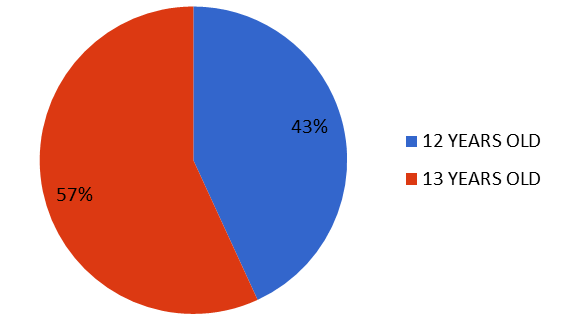 43%
57%
12 YEARS OLD
13 YEARS OLD